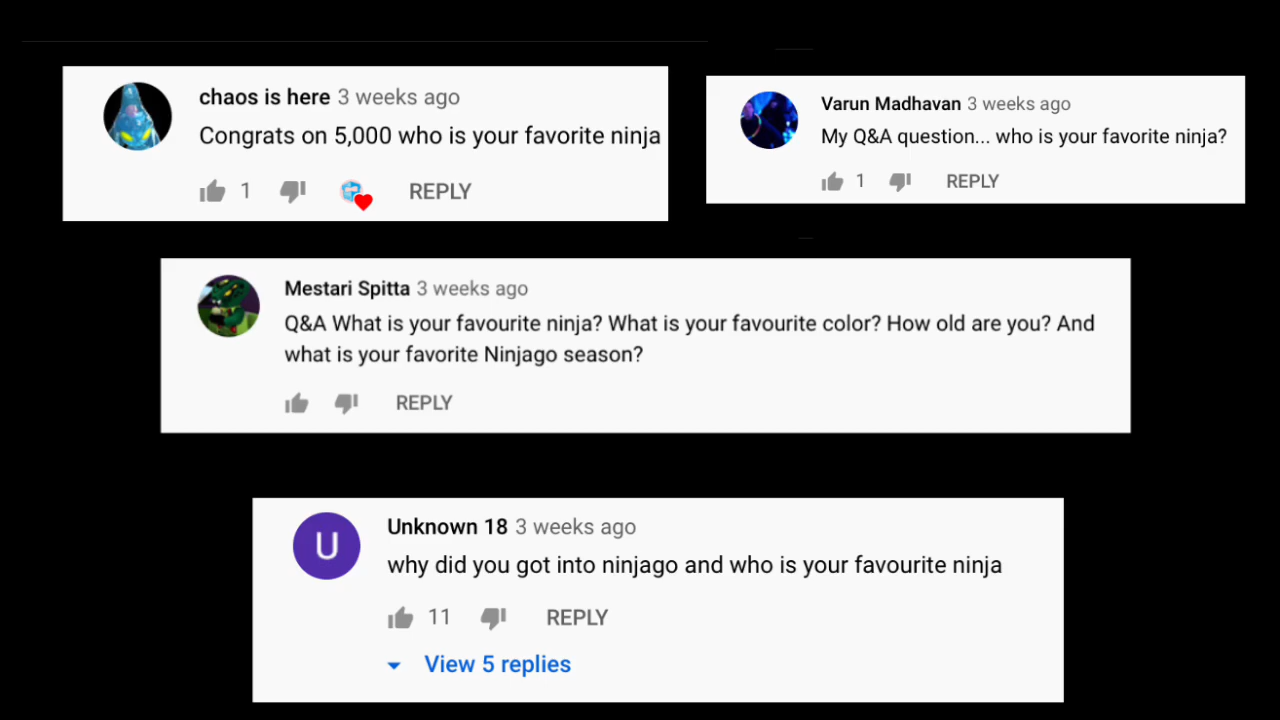 chaos is here 3 weeks ago
Congrats on 5,000 who is your favorite ninja
1 REPLY
Varun Madhavan 3 weeks ago
My Q&A question... who is your favorite ninja?
1 REPLY
Mestari Spitta 3 weeks ago
Q&A What is your favourite ninja? What is your favourite color? How old are you? And
what is your favorite Ninjago season?
REPLY
U
Unknown 18 3 weeks ago
why did you got into ninjago and who is your favourite ninja
11 REPLY
View 5 replies